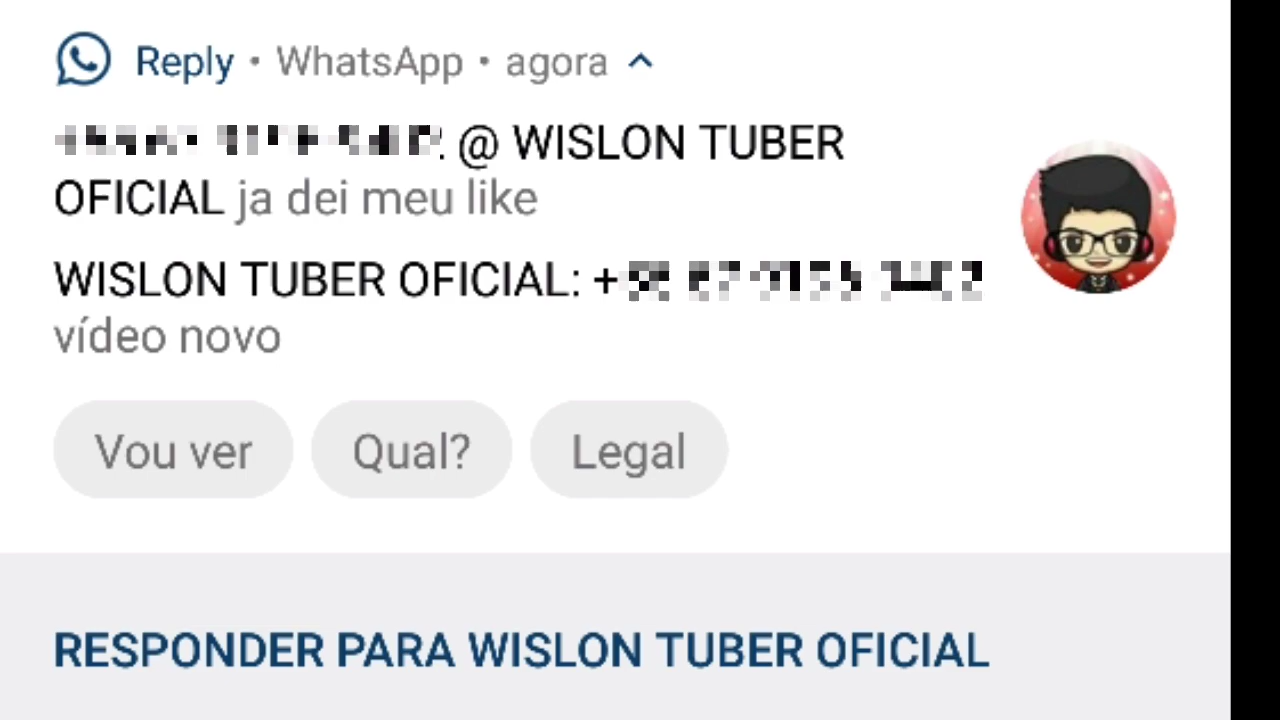 Reply • WhatsApp • agora
: @ WISLON TUBER
OFICIAL ja dei meu like
WISLON TUBER OFICIAL: +
vídeo novo
Vou ver Qual? Legal
RESPONDER PARA WISLON TUBER OFICIAL